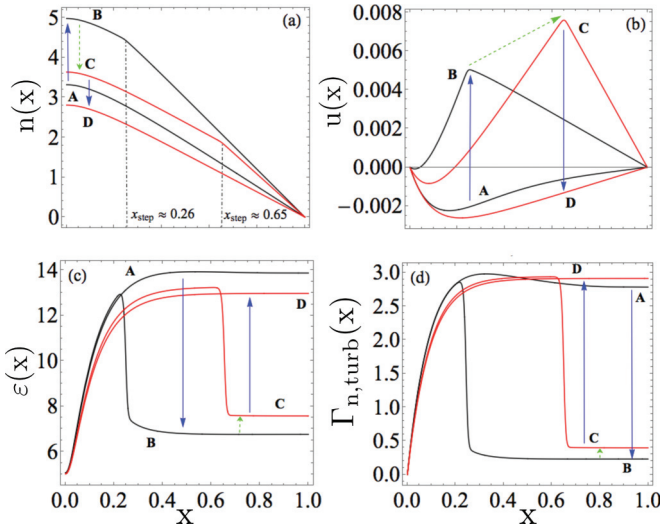 (a)
B
C
A
D
n(x)
5
4
3
2
1
0
x_step ≈ 0.26
x_step ≈ 0.65
(b)
C
B
A
D
u(x)
0.008
0.006
0.004
0.002
0.000
−0.002
(c)
A
D
C
B
ε(x)
14
12
10
8
6
0.0 0.2 0.4 0.6 0.8 1.0
x
(d)
D
A
C
B
Γn,turb(x)
3.0
2.5
2.0
1.5
1.0
0.5
0.0
0.0 0.2 0.4 0.6 0.8 1.0
x